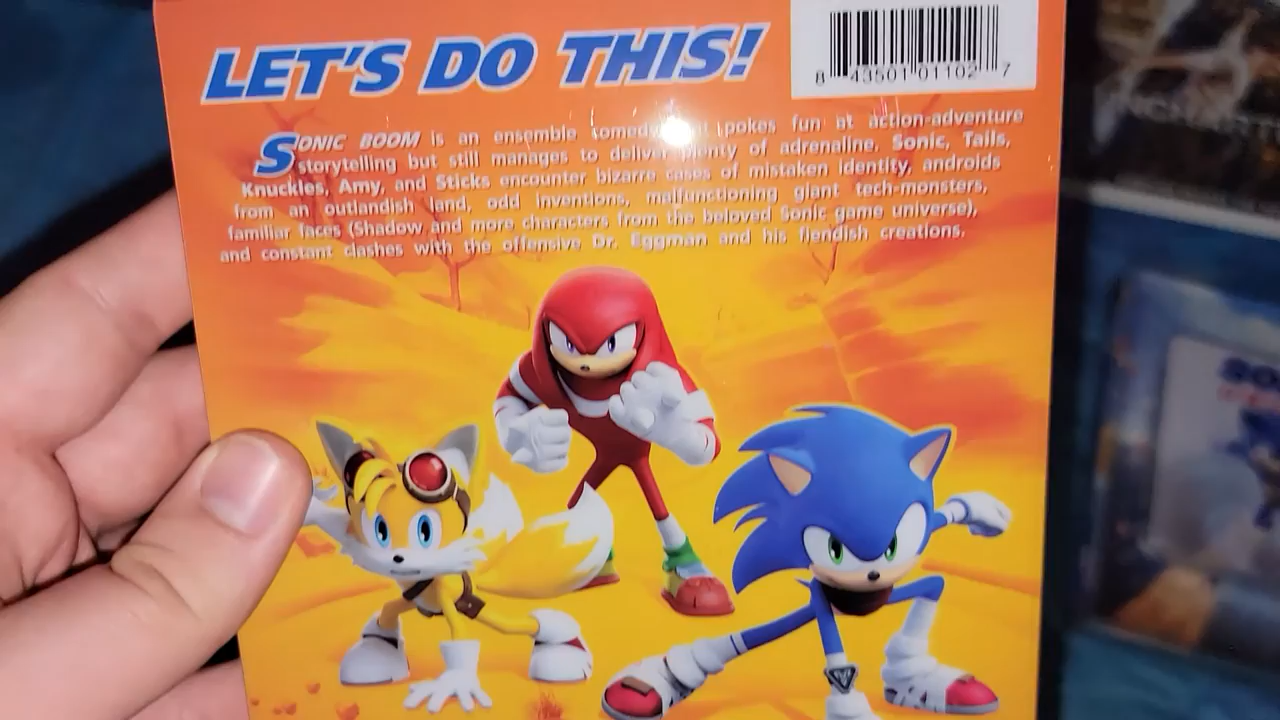 LET'S DO THIS!
8 43501 01102 7
SONIC BOOM is an ensemble comedy pokes fun at action-adventure
storytelling but still manages to deliver plenty of adrenaline. Sonic, Tails,
Knuckles, Amy, and Sticks encounter bizarre cases of mistaken identity, androids
from an outlandish land, odd inventions, malfunctioning giant tech-monsters,
familiar faces (Shadow and more characters from the beloved Sonic game universe),
and constant clashes with the offensive Dr. Eggman and his fiendish creations.